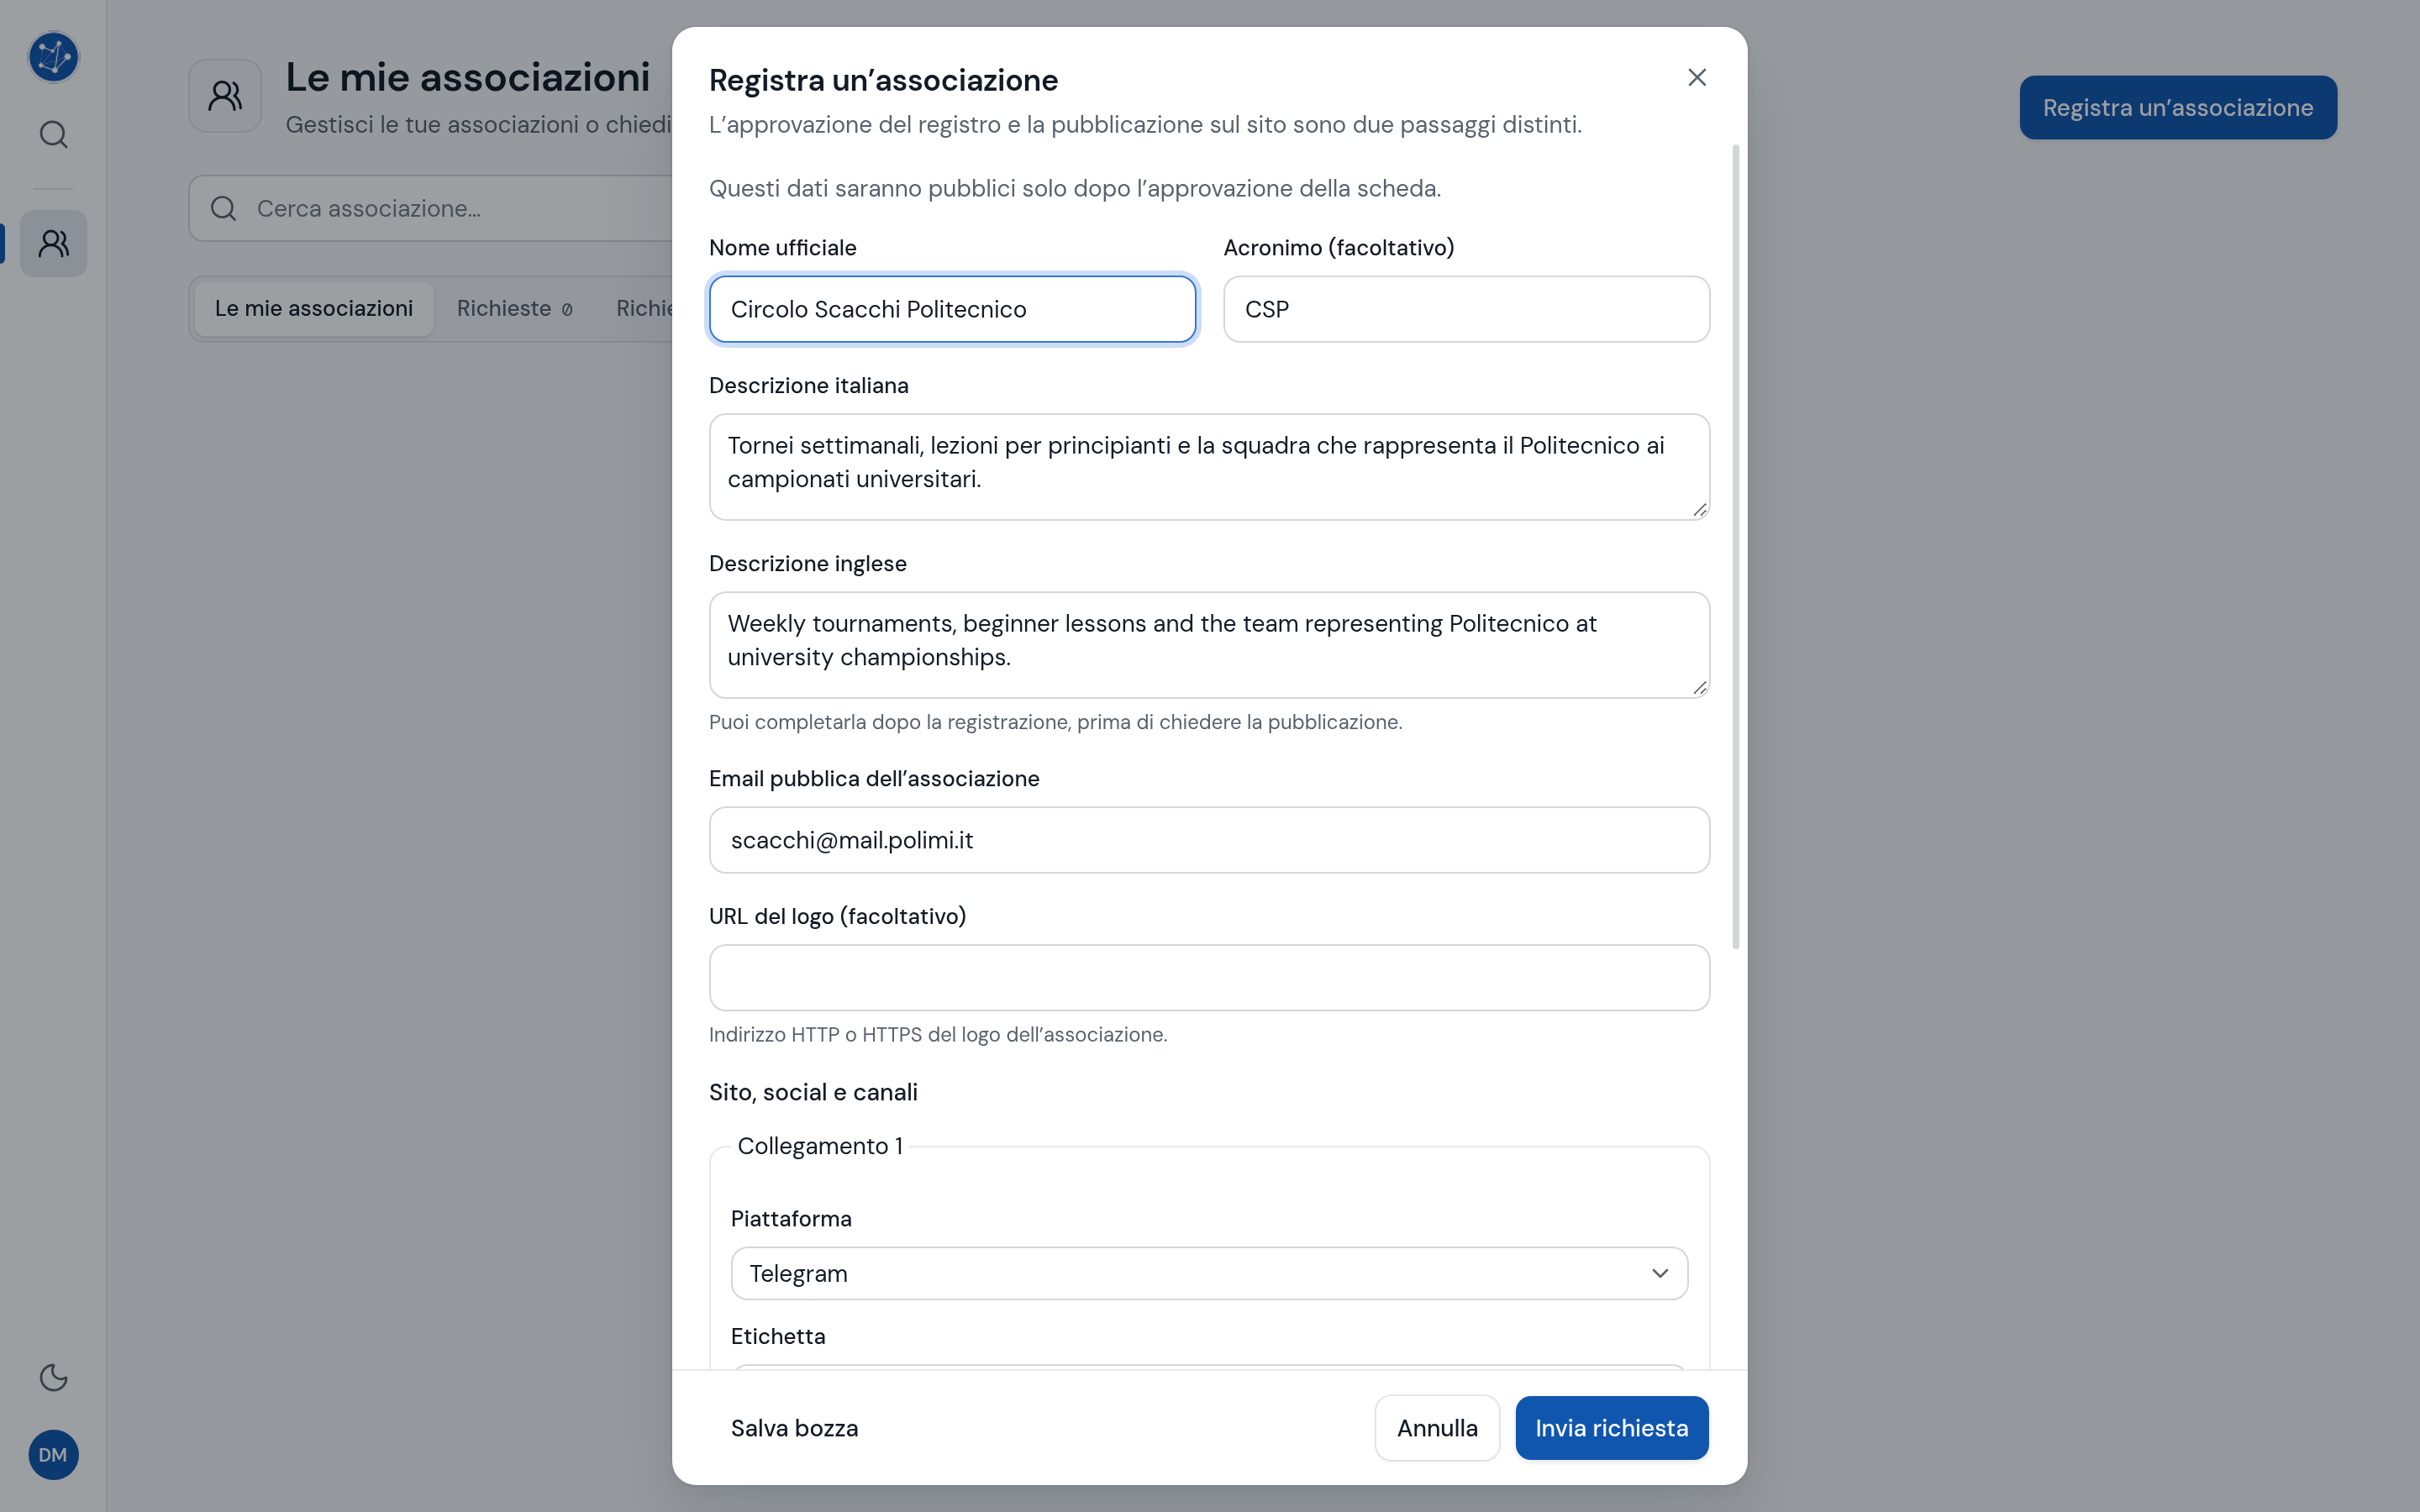 Le mie associazioni
Gestisci le tue associazioni o chiedi
Registra un’associazione
Cerca associazione...
Le mie associazioni
Richieste 0
Richie
Registra un’associazione
L’approvazione del registro e la pubblicazione sul sito sono due passaggi distinti.
Questi dati saranno pubblici solo dopo l’approvazione della scheda.
Nome ufficiale
Circolo Scacchi Politecnico
Acronimo (facoltativo)
CSP
Descrizione italiana
Tornei settimanali, lezioni per principianti e la squadra che rappresenta il Politecnico ai
campionati universitari.
Descrizione inglese
Weekly tournaments, beginner lessons and the team representing Politecnico at
university championships.
Puoi completarla dopo la registrazione, prima di chiedere la pubblicazione.
Email pubblica dell’associazione
scacchi@mail.polimi.it
URL del logo (facoltativo)
Indirizzo HTTP o HTTPS del logo dell’associazione.
Sito, social e canali
Collegamento 1
Piattaforma
Telegram
Etichetta
Salva bozza
Annulla
Invia richiesta
DM